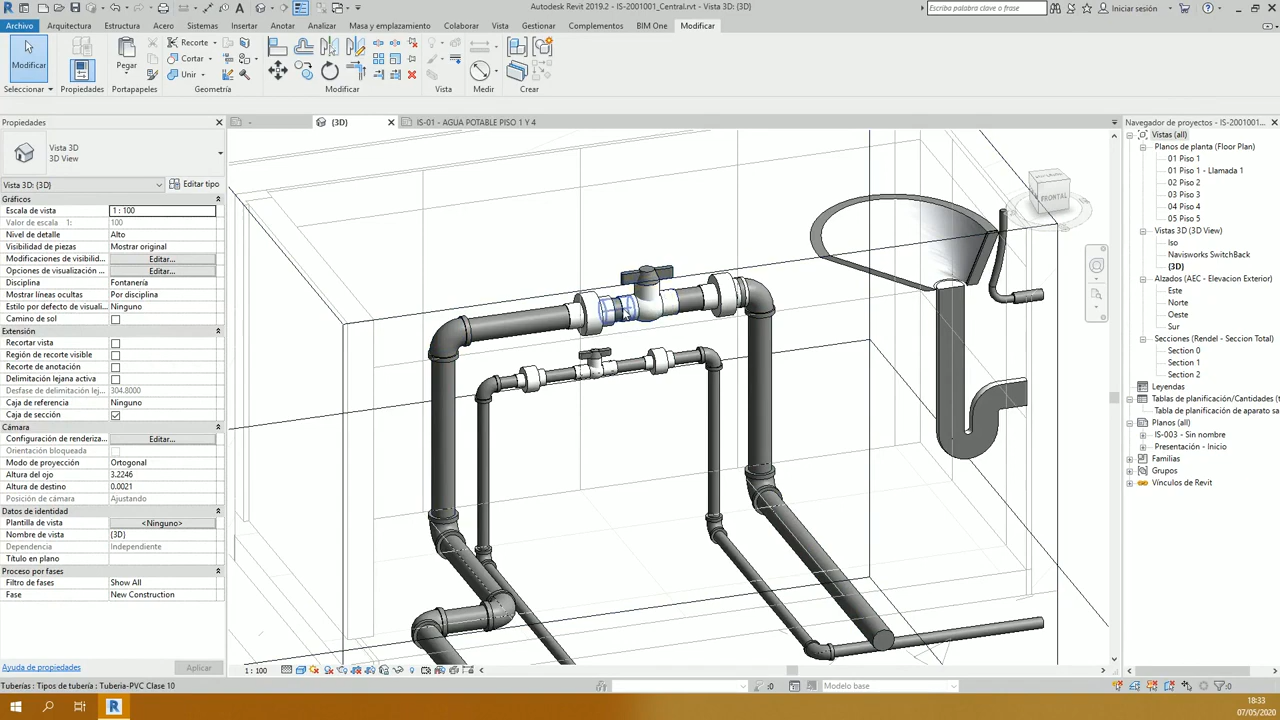 Autodesk Revit 2019.2 - IS-2001001_Central.rvt - Vista 3D: {3D}
Escriba palabra clave o frase
Iniciar sesión
Archivo Arquitectura Estructura Acero Sistemas Insertar Anotar Analizar Masa y emplazamiento Colaborar Vista Gestionar Complementos BIM One Modificar
Modificar
Seleccionar
Propiedades
Pegar
Portapapeles
Recorte
Cortar
Unir
Geometría
Modificar
Vista
Medir
Crear
{3D}
IS-01 - AGUA POTABLE PISO 1 Y 4
Propiedades
Vista 3D
3D View
Vista 3D: {3D}
Editar tipo
Gráficos
Escala de vista 1 : 100
Valor de escala 1: 100
Nivel de detalle Alto
Visibilidad de piezas Mostrar original
Modificaciones de visibilid... Editar...
Opciones de visualización ... Editar...
Disciplina Fontanería
Mostrar líneas ocultas Por disciplina
Estilo por defecto de visuali... Ninguno
Camino de sol
Extensión
Recortar vista
Región de recorte visible
Recorte de anotación
Delimitación lejana activa
Desfase de delimitación lej... 304.8000
Caja de referencia Ninguno
Caja de sección
Cámara
Configuración de renderiza... Editar...
Orientación bloqueada
Modo de proyección Ortogonal
Altura del ojo 3.2246
Altura de destino 0.0021
Posición de cámara Ajustando
Datos de identidad
Plantilla de vista <Ninguno>
Nombre de vista {3D}
Dependencia Independiente
Título en plano
Proceso por fases
Filtro de fases Show All
Fase New Construction
Ayuda de propiedades
Aplicar
FRONTAL
Navegador de proyectos - IS-2001001...
Vistas (all)
Planos de planta (Floor Plan)
01 Piso 1
01 Piso 1 - Llamada 1
02 Piso 2
03 Piso 3
04 Piso 4
05 Piso 5
Vistas 3D (3D View)
Iso
Navisworks SwitchBack
{3D}
Alzados (AEC - Elevacion Exterior)
Este
Norte
Oeste
Sur
Secciones (Rendel - Seccion Total)
Section 0
Section 1
Section 2
Leyendas
Tablas de planificación/Cantidades (t
Tabla de planificación de aparato sa
Planos (all)
IS-003 - Sin nombre
Presentación - Inicio
Familias
Grupos
Vínculos de Revit
1 : 100
Tuberías : Tipos de tubería : Tuberia-PVC Clase 10
:0
Modelo base
:0
18:33
07/05/2020